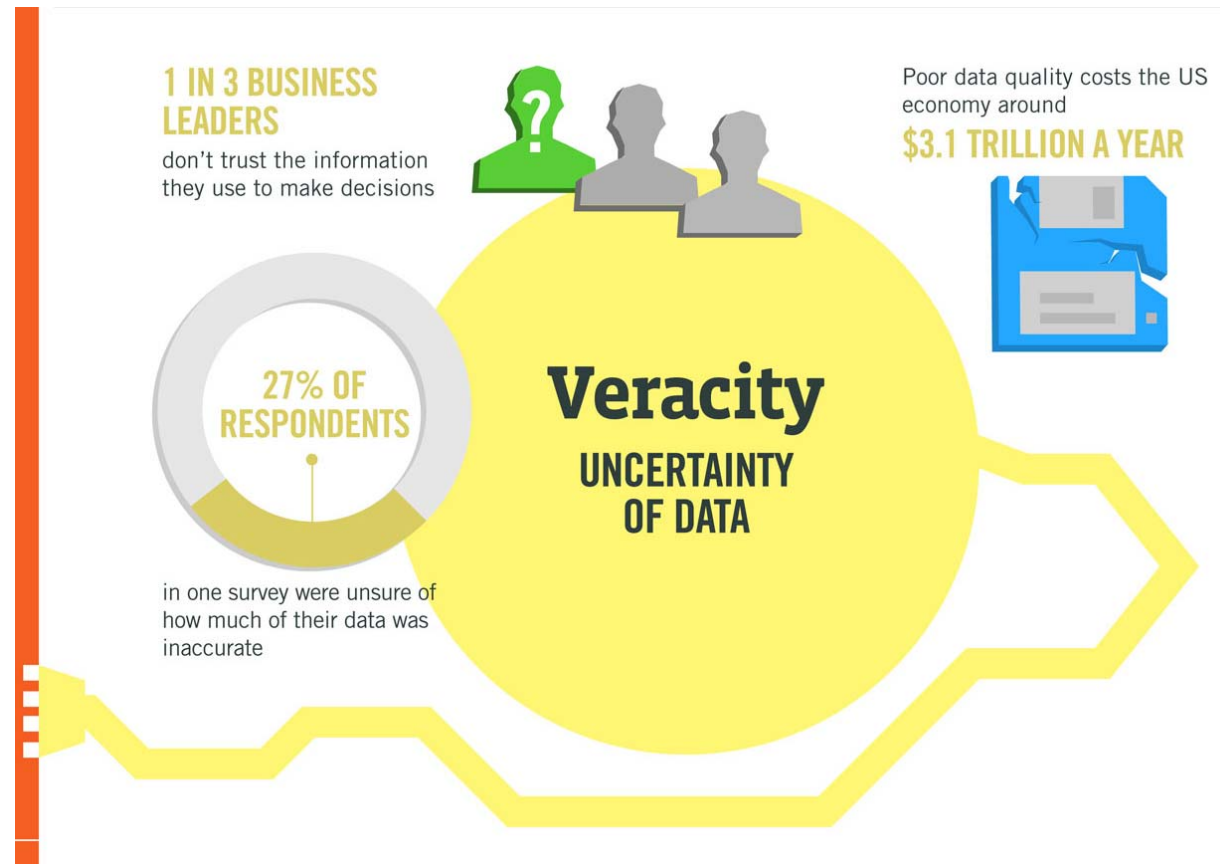 1 IN 3 BUSINESS
LEADERS
don't trust the information
they use to make decisions
?
Poor data quality costs the US
economy around
$3.1 TRILLION A YEAR
27% OF
RESPONDENTS
in one survey were unsure of
how much of their data was
inaccurate
Veracity
UNCERTAINTY
OF DATA